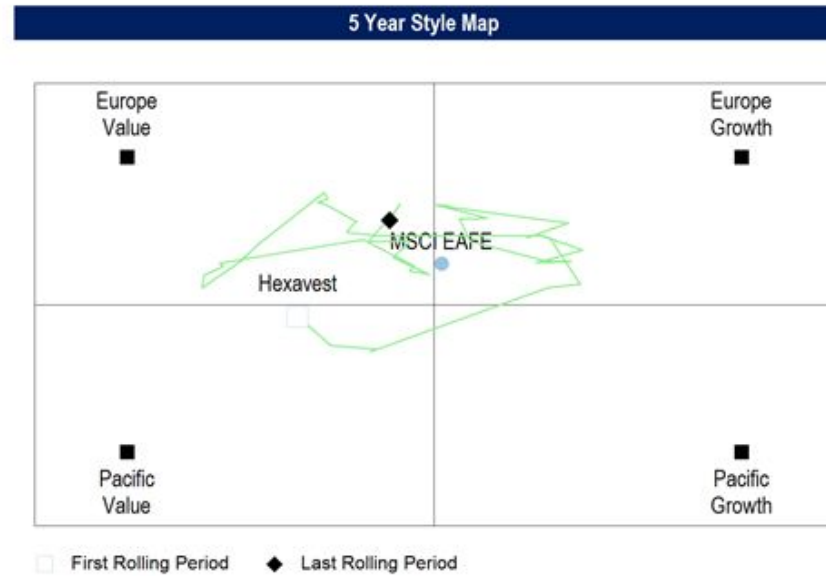 5 Year Style Map
Europe
Value
Europe
Growth
MSCI EAFE
Hexavest
Pacific
Value
Pacific
Growth
First Rolling Period
Last Rolling Period